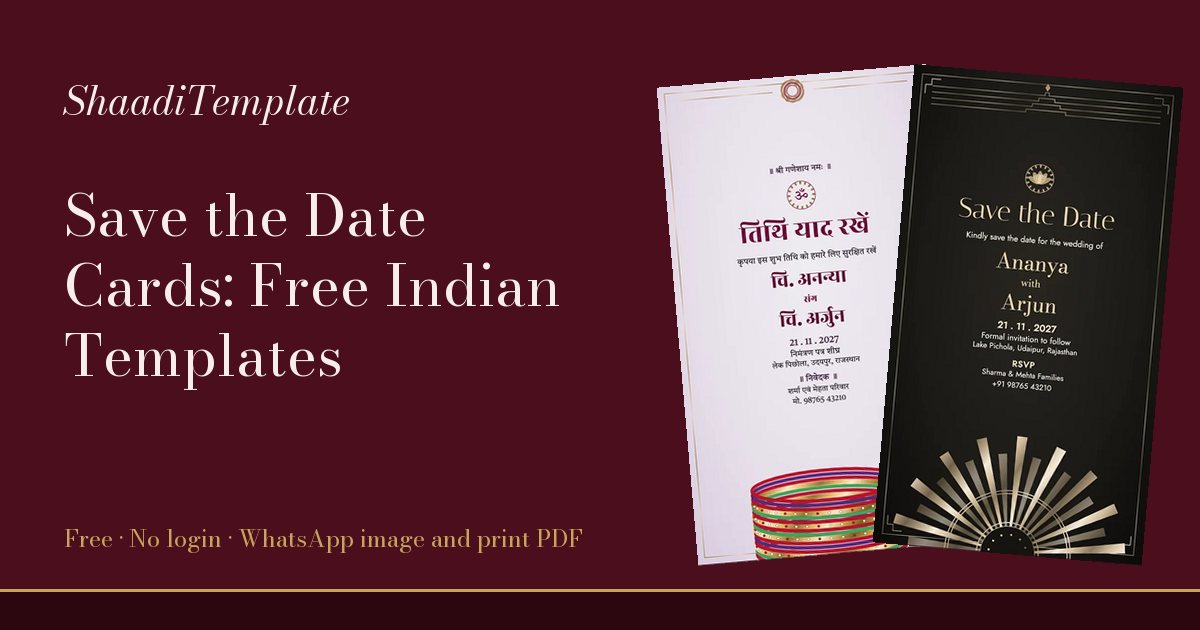 ShaadiTemplate
Save the Date
Cards: Free Indian
Templates
Free · No login · WhatsApp image and print PDF
॥ श्री गणेशाय नमः ॥
ॐ
तिथि याद रखें
कृपया इस शुभ तिथि को हमारे लिए सुरक्षित रखें
चि. अनन्या
संग
चि. अर्जुन
21 . 11 . 2027
निमंत्रण पत्र शीघ्र
लेक पिछोला, उदयपुर, राजस्थान
॥ निवेदक ॥
शर्मा एवं मेहता परिवार
मो. 98765 43210
Save the Date
Kindly save the date for the wedding of
Ananya
with
Arjun
21 . 11 . 2027
Formal invitation to follow
Lake Pichola, Udaipur, Rajasthan
RSVP
Sharma & Mehta Families
+91 98765 43210